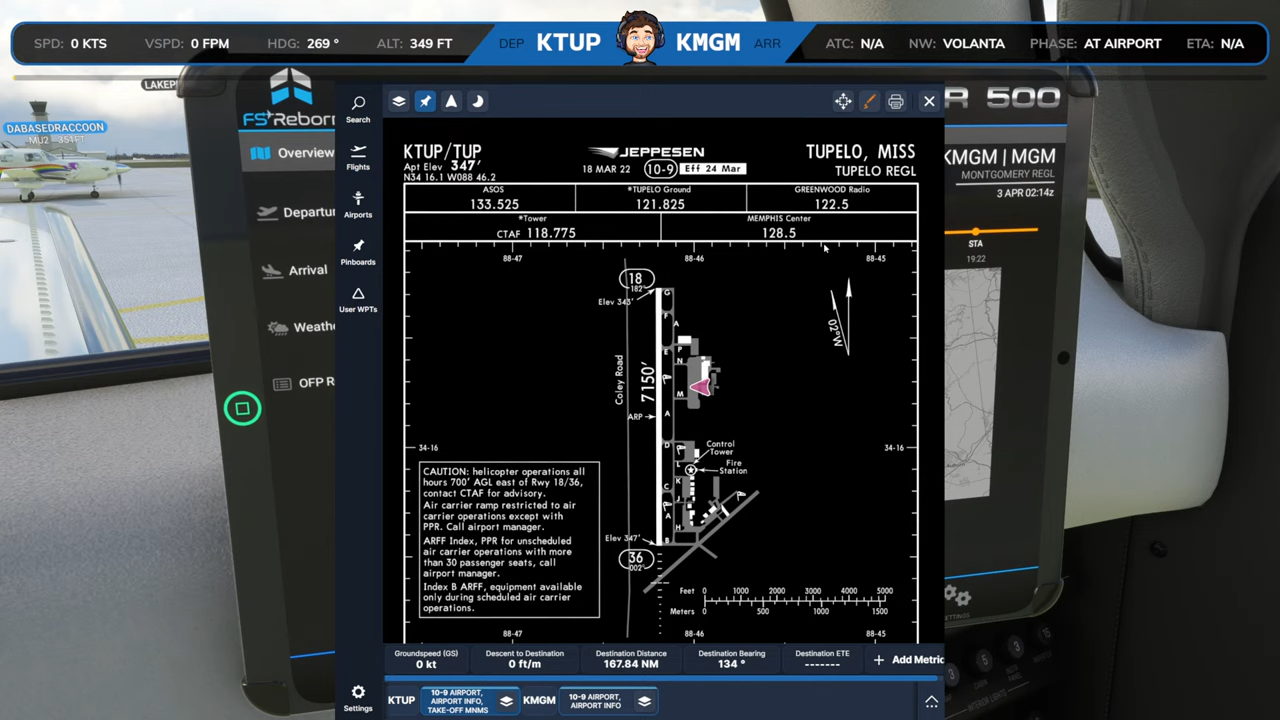 SPD: 0 KTS
VSPD: 0 FPM
HDG: 269 °
ALT: 349 FT
DEP
KTUP
KMGM
ARR
ATC: N/A
NW: VOLANTA
PHASE: AT AIRPORT
ETA: N/A
LAKEP
DABASEDRACCOON
MU2 351FT
FS Reborn
Overview
Departu
Arrival
Weathe
OFP R
Search
Flights
Airports
Pinboards
User WPTs
Settings
KTUP/TUP
Apt Elev 347'
N34 16.1 W088 46.2
JEPPESEN
18 MAR 22
10-9
Eff 24 Mar
TUPELO, MISS
TUPELO REGL
ASOS
133.525
*TUPELO Ground
121.825
GREENWOOD Radio
122.5
*Tower
CTAF 118.775
MEMPHIS Center
128.5
88-47
88-46
88-45
18
182°
Elev 343'
G
F
A
P
E
N
M
A
Coley Road
7150'
ARP
02°W
34-16
34-16
D
L
K
C
J
A
H
B
Control
Tower
Fire
Station
Elev 347'
36
002°
CAUTION: helicopter operations all
hours 700' AGL east of Rwy 18/36,
contact CTAF for advisory.
Air carrier ramp restricted to air
carrier operations except with
PPR. Call airport manager.
ARFF Index, PPR for unscheduled
air carrier operations with more
than 30 passenger seats, call
airport manager.
Index B ARFF, equipment available
only during scheduled air carrier
operations.
Feet 0 1000 2000 3000 4000 5000
Meters 0 500 1000 1500
88-47
88-46
88-45
Groundspeed (GS)
0 kt
Descent to Destination
0 ft/m
Destination Distance
167.84 NM
Destination Bearing
134 °
Destination ETE
-------
+ Add Metric
KTUP
10-9 AIRPORT,
AIRPORT INFO,
TAKE-OFF MNMS
KMGM
10-9 AIRPORT,
AIRPORT INFO
R 500
KMGM | MGM
MONTGOMERY REGL
3 APR 02:14z
STA
19:22